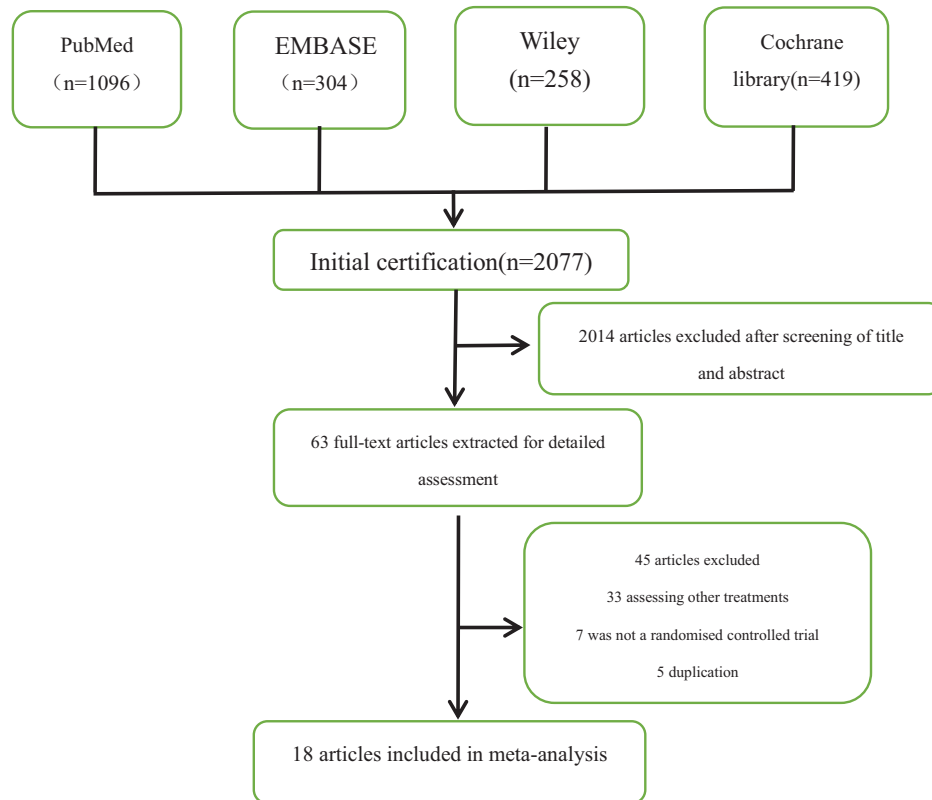 PubMed
（n=1096）
EMBASE
（n=304）
Wiley
(n=258)
Cochrane
library(n=419)
Initial certification(n=2077)
2014 articles excluded after screening of title
and abstract
63 full-text articles extracted for detailed
assessment
45 articles excluded
33 assessing other treatments
7 was not a randomised controlled trial
5 duplication
18 articles included in meta-analysis